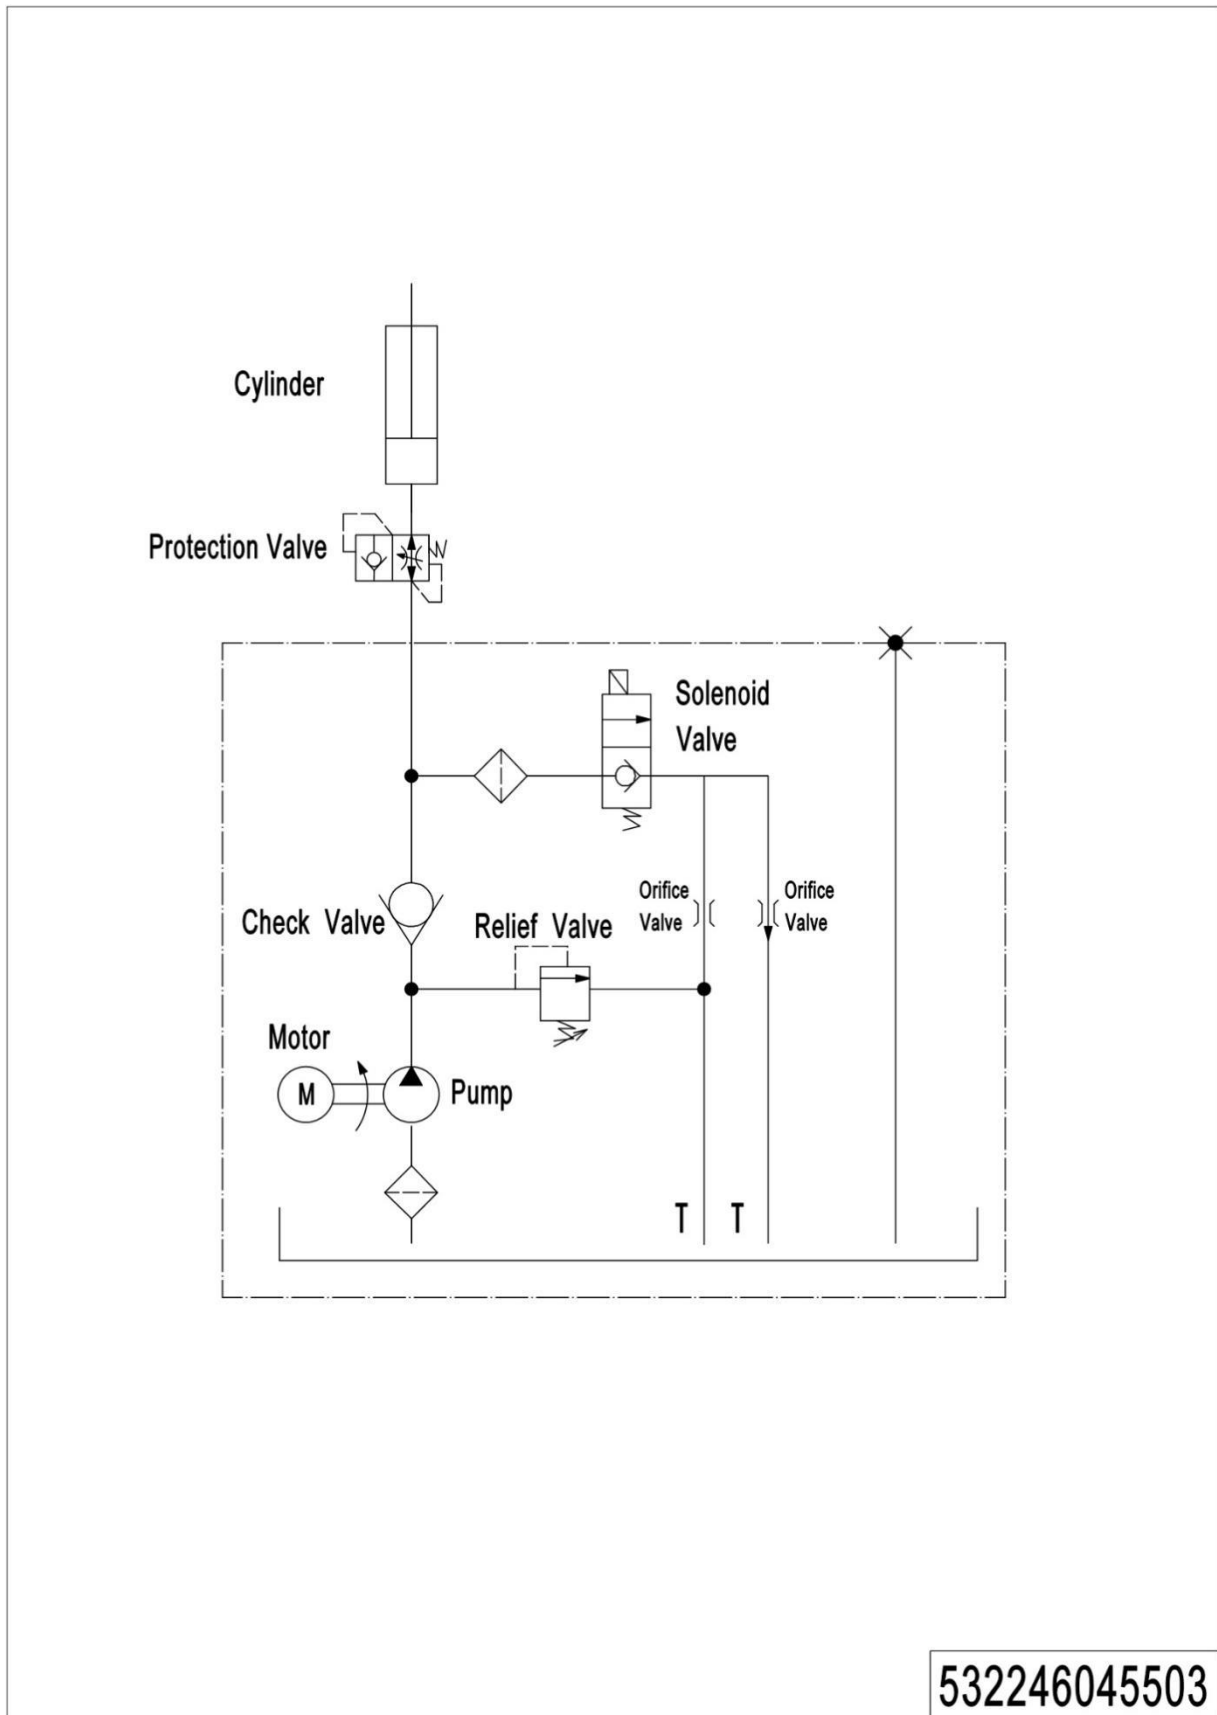 Cylinder
Protection Valve
Solenoid
Valve
Orifice
Valve
Orifice
Valve
Check Valve
Relief Valve
Motor
M
Pump
T
T
532246045503